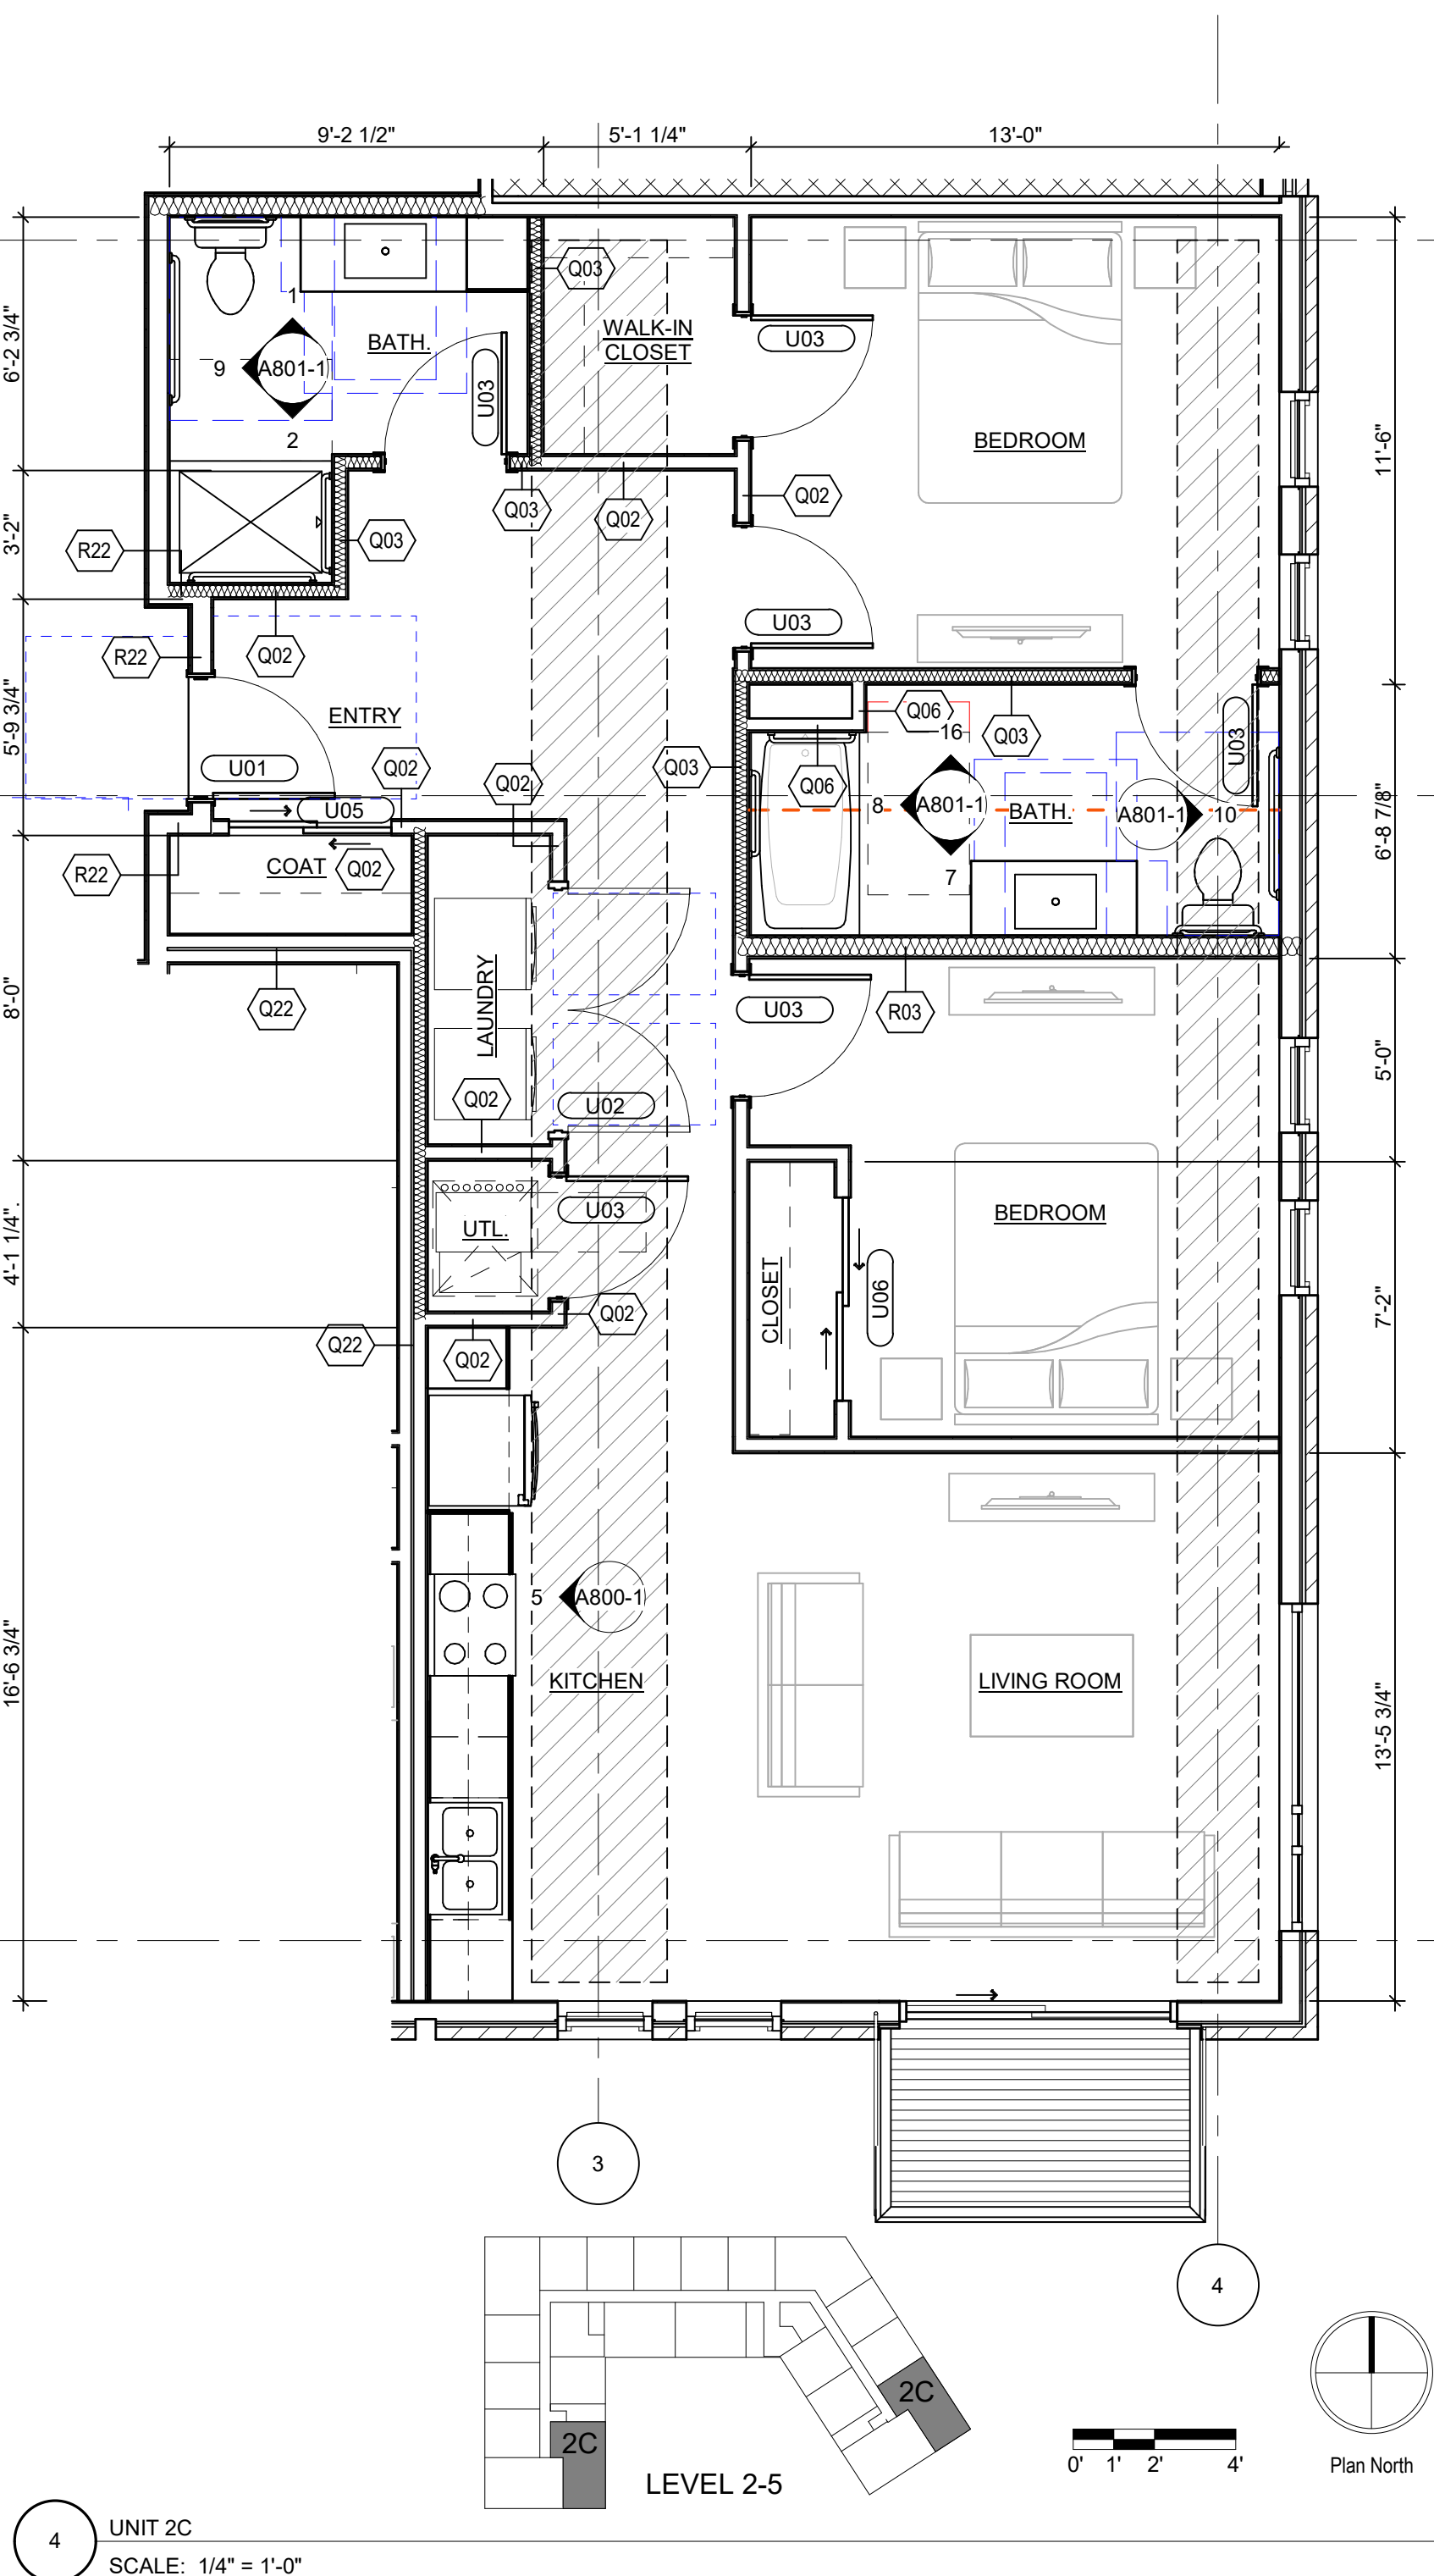 9'-2 1/2"
5'-1 1/4"
13'-0"
6'-2 3/4"
3'-2"
5'-9 3/4"
8'-0"
4'-1 1/4".
16'-6 3/4"
11'-6"
6'-8 7/8"
5'-0"
7'-2"
13'-5 3/4"
Q03
WALK-IN
CLOSET
U03
1
BATH.
9
A801-1
2
U03
BEDROOM
Q02
Q03
Q02
Q03
R22
U03
Q02
R22
ENTRY
Q06
16
Q03
U03
U01
Q02
Q02
Q03
Q06
U05
8
A801-1
BATH.
A801-1
10
COAT
Q02
R22
7
LAUNDRY
Q22
U03
R03
Q02
U02
UTL.
U03
BEDROOM
CLOSET
U06
Q02
Q22
Q02
5
A800-1
KITCHEN
LIVING ROOM
3
4
2C
2C
LEVEL 2-5
0'
1'
2'
4'
Plan North
4
UNIT 2C
SCALE: 1/4" = 1'-0"